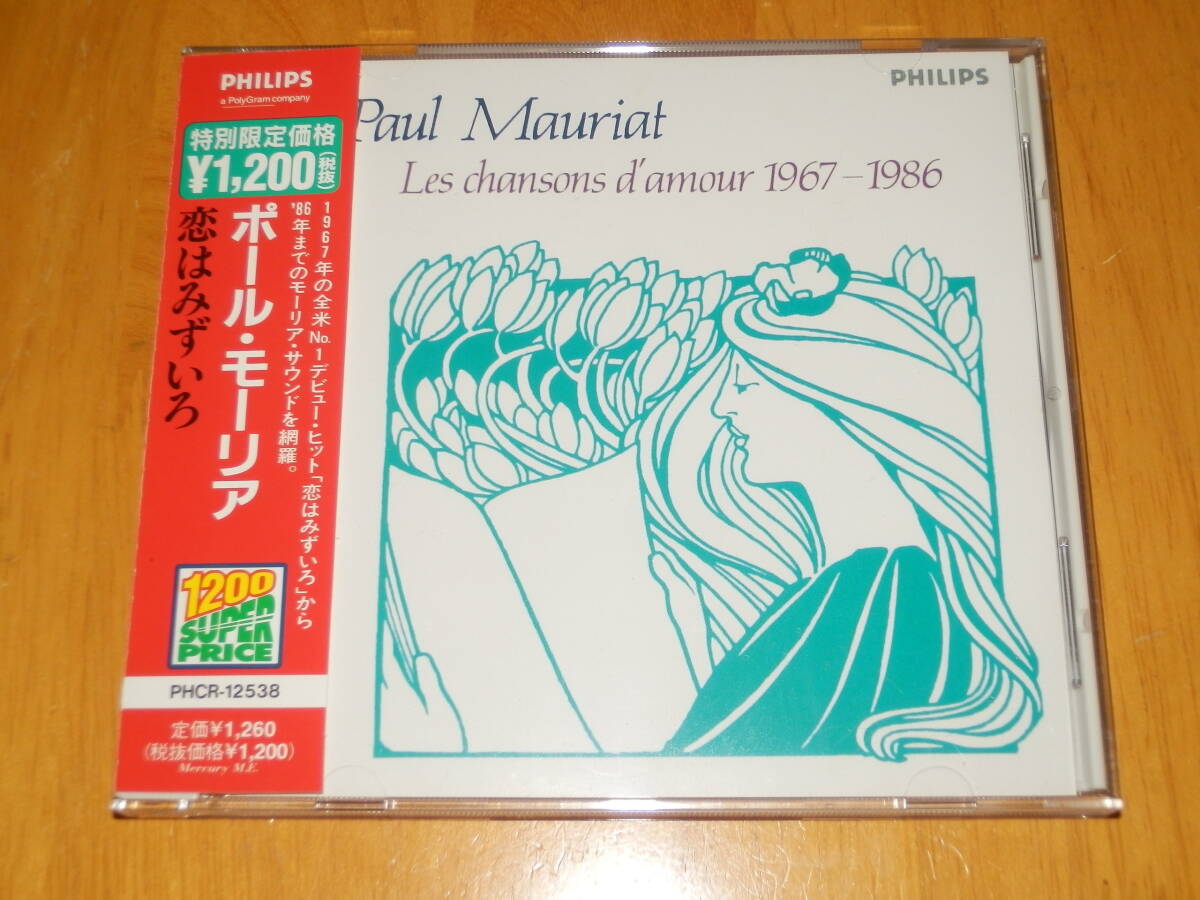 PHILIPS
a PolyGram company
特別限定価格
¥1,200(税抜)
1967年の全米No.1デビュー・ヒット「恋はみずいろ」から
'86年までのモーリア・サウンドを網羅。
ポール・モーリア
恋はみずいろ
1200
SUPER
PRICE
PHCR-12538
定価¥1,260
(税抜価格¥1,200)
Mercury M.E.
PHILIPS
Paul Mauriat
Les chansons d'amour 1967–1986